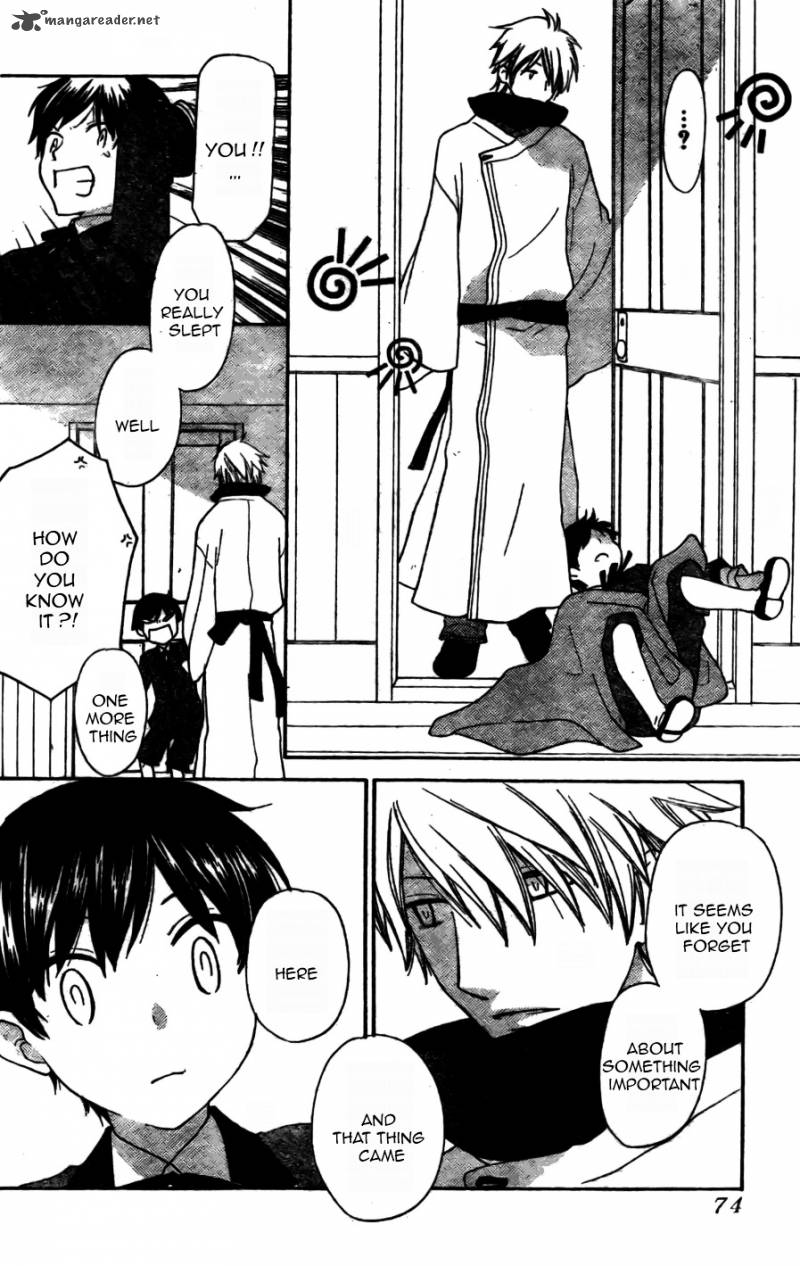 mangareader.net
...?
YOU!!
...
YOU
REALLY
SLEPT
WELL
HOW
DO
YOU
KNOW
IT?!
ONE
MORE
THING
IT SEEMS
LIKE YOU
FORGET
ABOUT
SOMETHING
IMPORTANT
HERE
AND
THAT THING
CAME
74